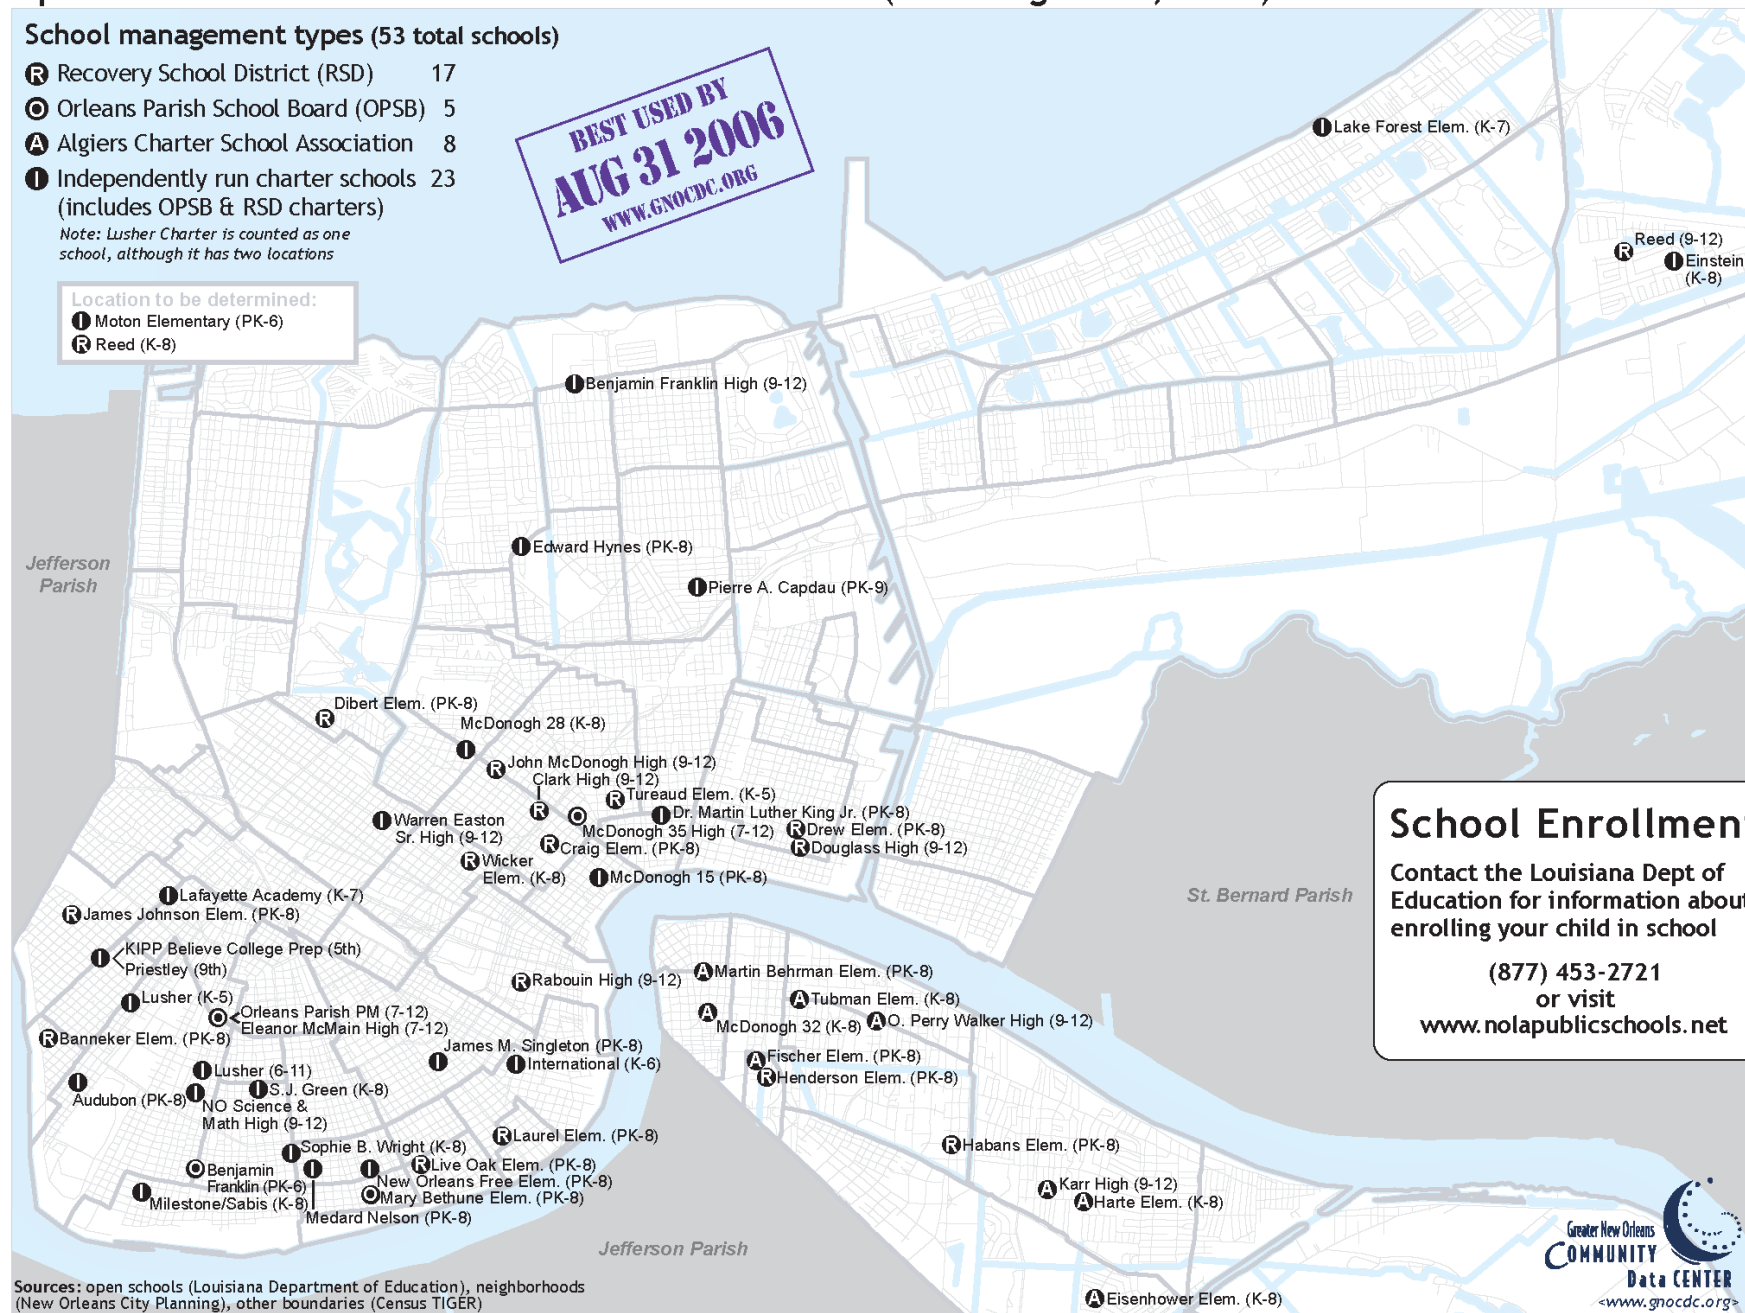 School management types (53 total schools)
R Recovery School District (RSD) 17
Orleans Parish School Board (OPSB) 5
A Algiers Charter School Association 8
I Independently run charter schools 23
(includes OPSB & RSD charters)
Note: Lusher Charter is counted as one
school, although it has two locations
BEST USED BY
AUG 31 2006
WWW.GNOCDC.ORG
Location to be determined:
I Moton Elementary (PK-6)
R Reed (K-8)
I Lake Forest Elem. (K-7)
R Reed (9-12)
I Einstein
(K-8)
I Benjamin Franklin High (9-12)
I Edward Hynes (PK-8)
I Pierre A. Capdau (PK-9)
Jefferson
Parish
R Dibert Elem. (PK-8)
I McDonogh 28 (K-8)
R John McDonogh High (9-12)
R Clark High (9-12)
R Tureaud Elem. (K-5)
I Dr. Martin Luther King Jr. (PK-8)
McDonogh 35 High (7-12)
R Drew Elem. (PK-8)
R Craig Elem. (PK-8)
R Douglass High (9-12)
I Warren Easton
Sr. High (9-12)
R Wicker
Elem. (K-8)
I McDonogh 15 (PK-8)
I Lafayette Academy (K-7)
R James Johnson Elem. (PK-8)
I KIPP Believe College Prep (5th)
Priestley (9th)
I Lusher (K-5)
Orleans Parish PM (7-12)
Eleanor McMain High (7-12)
R Banneker Elem. (PK-8)
R Rabouin High (9-12)
I James M. Singleton (PK-8)
I International (K-6)
I Lusher (6-11)
I S.J. Green (K-8)
I Audubon (PK-8)
I NO Science &
Math High (9-12)
I Sophie B. Wright (K-8)
R Laurel Elem. (PK-8)
R Live Oak Elem. (PK-8)
I New Orleans Free Elem. (PK-8)
Mary Bethune Elem. (PK-8)
Benjamin
Franklin (PK-6)
I Milestone/Sabis (K-8)
I Medard Nelson (PK-8)
A Martin Behrman Elem. (PK-8)
A Tubman Elem. (K-8)
A McDonogh 32 (K-8)
A O. Perry Walker High (9-12)
A Fischer Elem. (PK-8)
R Henderson Elem. (PK-8)
R Habans Elem. (PK-8)
A Karr High (9-12)
A Harte Elem. (K-8)
A Eisenhower Elem. (K-8)
St. Bernard Parish
Jefferson Parish
School Enrollment
Contact the Louisiana Dept of
Education for information about
enrolling your child in school
(877) 453-2721
or visit
www.nolapublicschools.net
Sources: open schools (Louisiana Department of Education), neighborhoods
(New Orleans City Planning), other boundaries (Census TIGER)
Greater New Orleans
COMMUNITY
Data CENTER
<www.gnocdc.org>